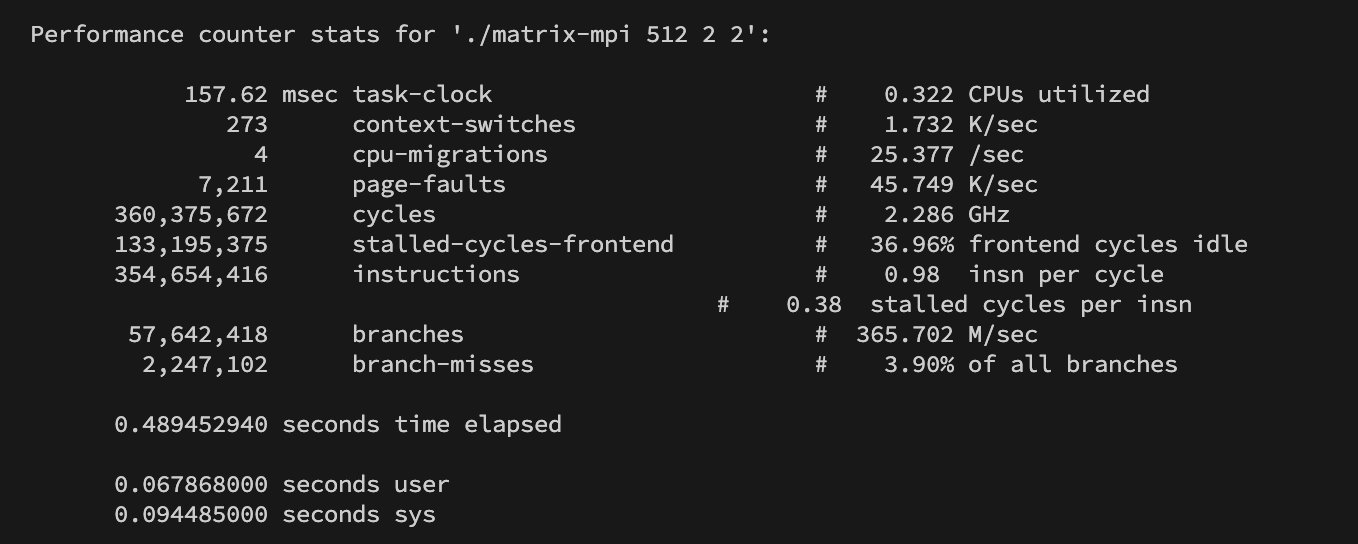 Performance counter stats for './matrix-mpi 512 2 2':
157.62 msec task-clock # 0.322 CPUs utilized
273 context-switches # 1.732 K/sec
4 cpu-migrations # 25.377 /sec
7,211 page-faults # 45.749 K/sec
360,375,672 cycles # 2.286 GHz
133,195,375 stalled-cycles-frontend # 36.96% frontend cycles idle
354,654,416 instructions # 0.98 insn per cycle
# 0.38 stalled cycles per insn
57,642,418 branches # 365.702 M/sec
2,247,102 branch-misses # 3.90% of all branches
0.489452940 seconds time elapsed
0.067868000 seconds user
0.094485000 seconds sys